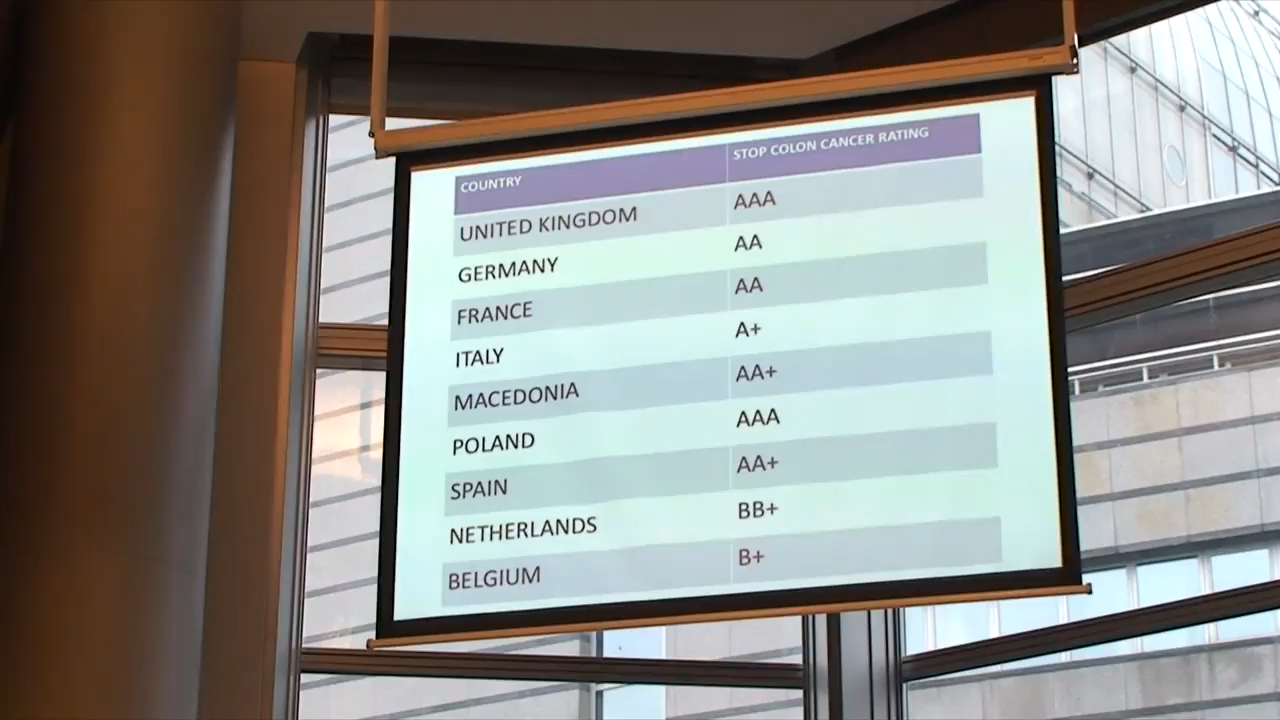 COUNTRY STOP COLON CANCER RATING
UNITED KINGDOM AAA
GERMANY AA
FRANCE AA
ITALY A+
MACEDONIA AA+
POLAND AAA
SPAIN AA+
NETHERLANDS BB+
BELGIUM B+